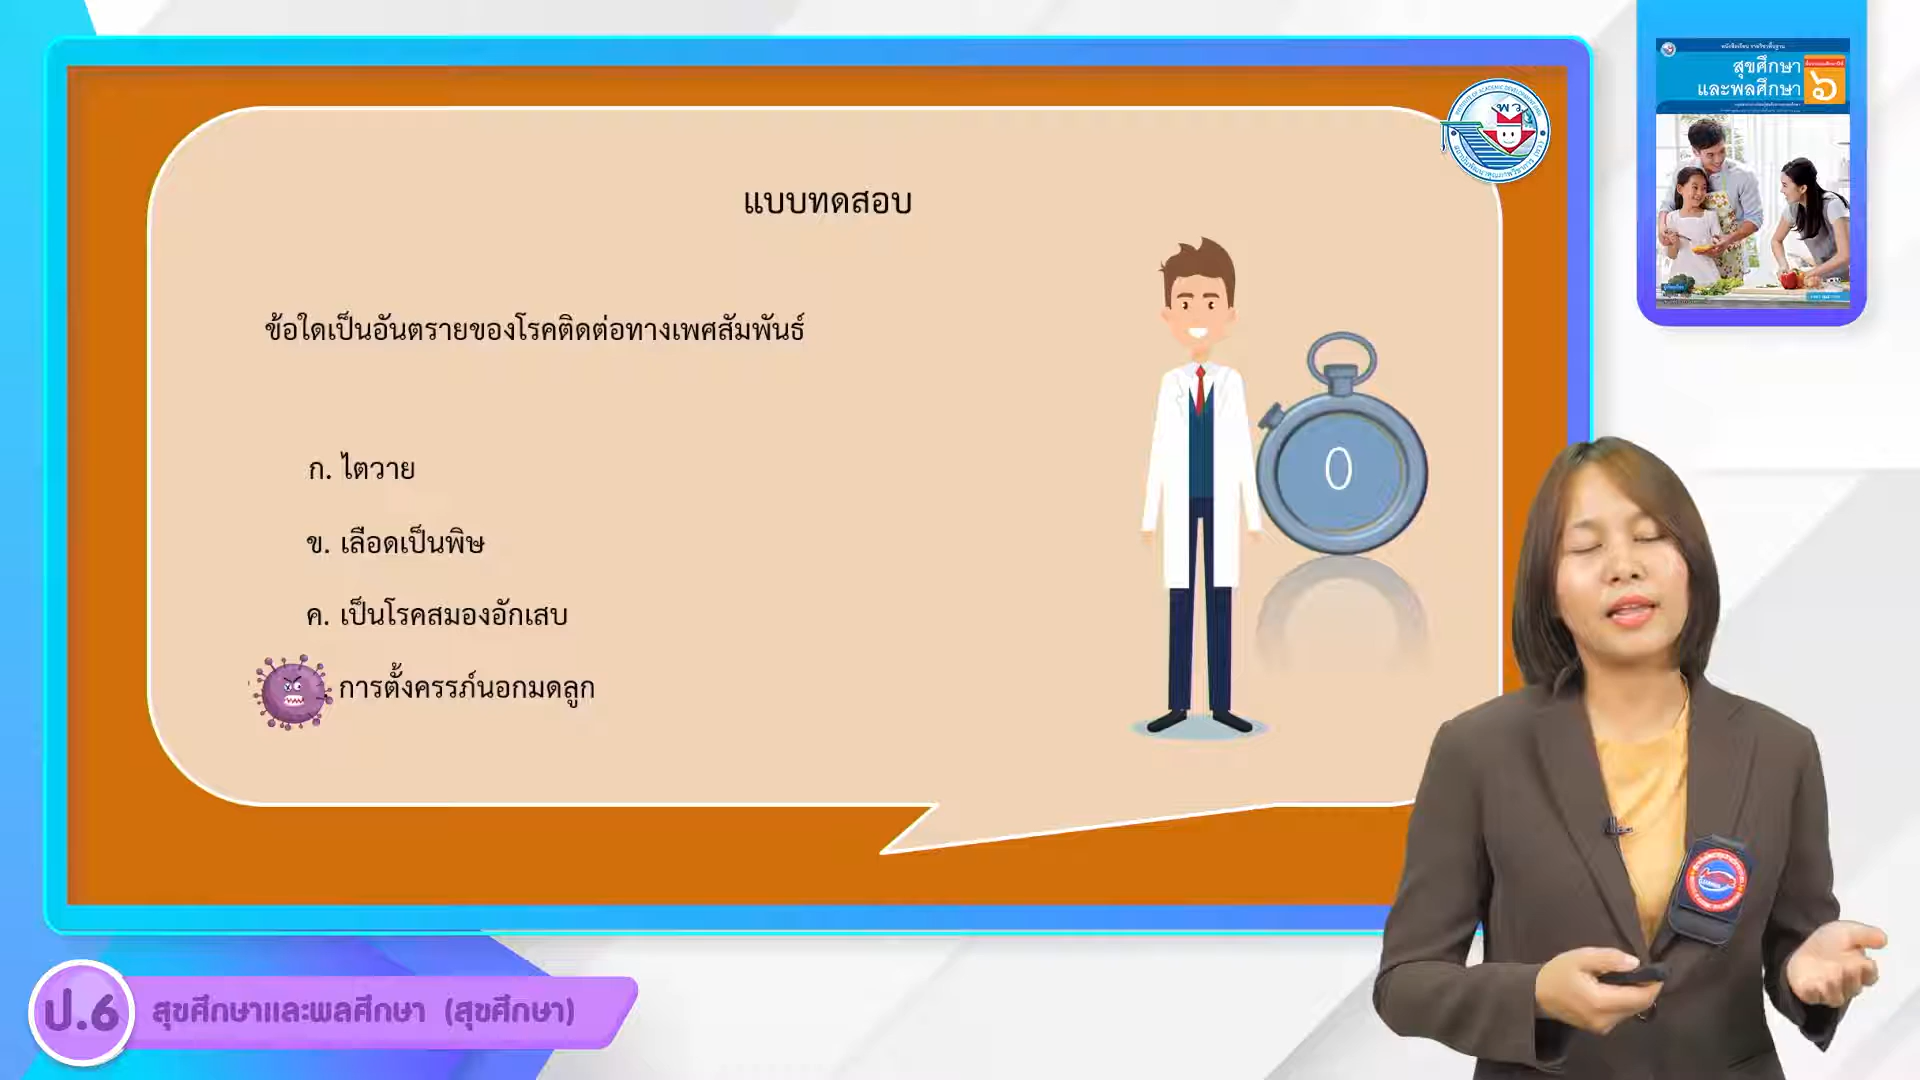 แบบทดสอบ
ข้อใดเป็นอันตรายของโรคติดต่อทางเพศสัมพันธ์
ก. ไตวาย
ข. เลือดเป็นพิษ
ค. เป็นโรคสมองอักเสบ
. การตั้งครรภ์นอกมดลูก
0
พว
สุขศึกษา
และพลศึกษา
๖
ป.6 สุขศึกษาและพลศึกษา (สุขศึกษา)